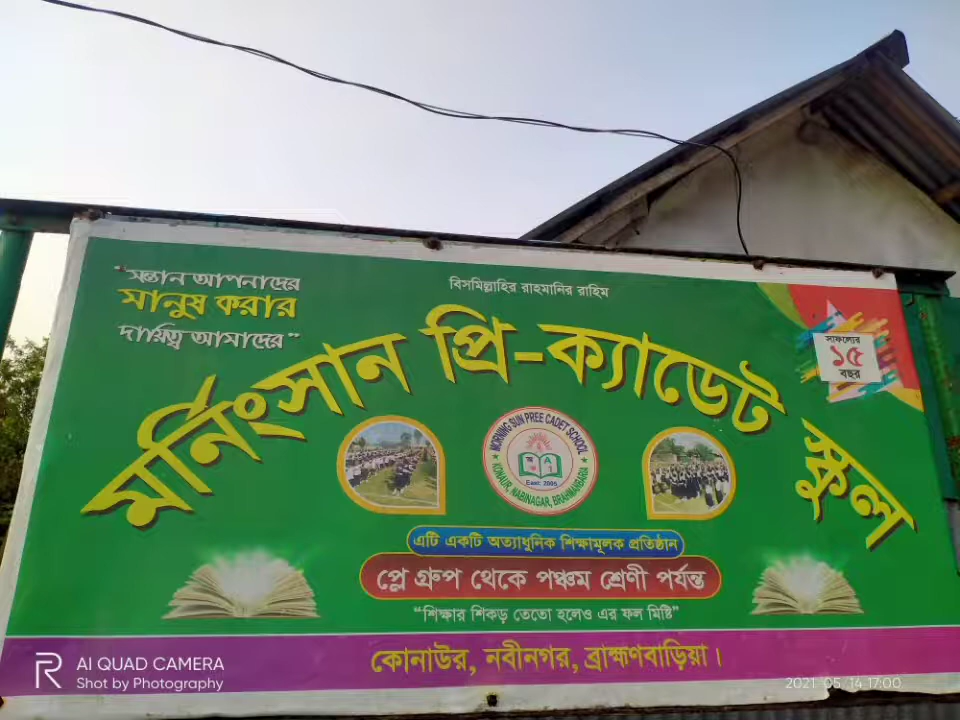 “সন্তান আপনাদের
মানুষ করার
দায়িত্ব আমাদের”
বিসমিল্লাহির রাহমানির রাহিম
সাফল্যের
১৫
বছর
মর্নিংসান প্রি-ক্যাডেট স্কুল
MORNING SUN PREE CADET SCHOOL
Easc: 2005
KONAUR, NABINAGAR, BRAHMANBARIA
এটি একটি অত্যাধুনিক শিক্ষামূলক প্রতিষ্ঠান
প্লে গ্রুপ থেকে পঞ্চম শ্রেণী পর্যন্ত
“শিক্ষার শিকড় তেতো হলেও এর ফল মিষ্টি”
কোনাউর, নবীনগর, ব্রাহ্মণবাড়িয়া।
AI QUAD CAMERA
Shot by Photography
2021-05-14 17:00